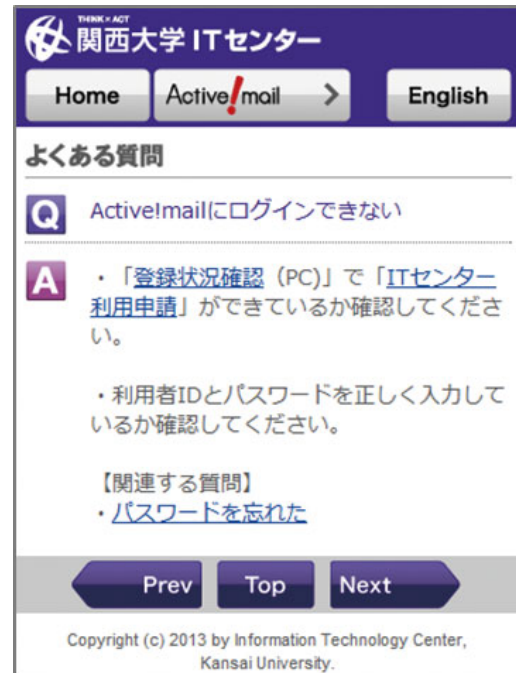 THINK×ACT
関西大学 ITセンター
Home
Active!mail
English
よくある質問
Q
Active!mailにログインできない
A
・「登録状況確認（PC)」で「ITセンター
利用申請」ができているか確認してくださ
い。
・利用者IDとパスワードを正しく入力して
いるか確認してください。
【関連する質問】
・パスワードを忘れた
Prev
Top
Next
Copyright (c) 2013 by Information Technology Center,
Kansai University.